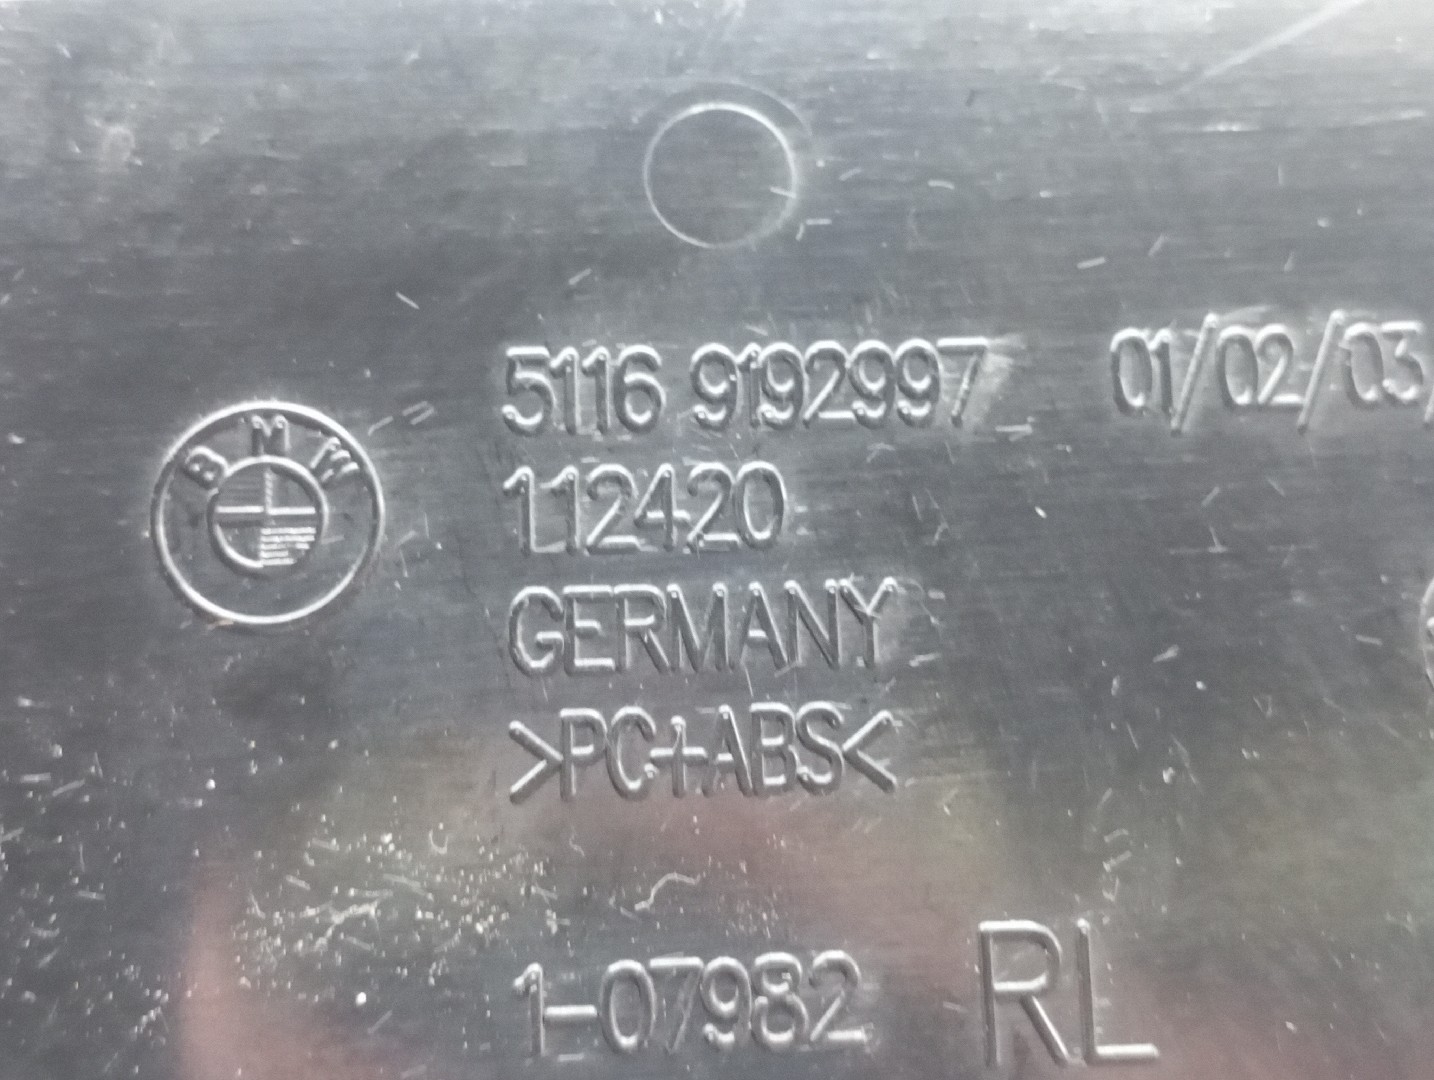 5116 9192997 01/02/03
BMW
112420
GERMANY
>PC+ABS<
1-07982 RL